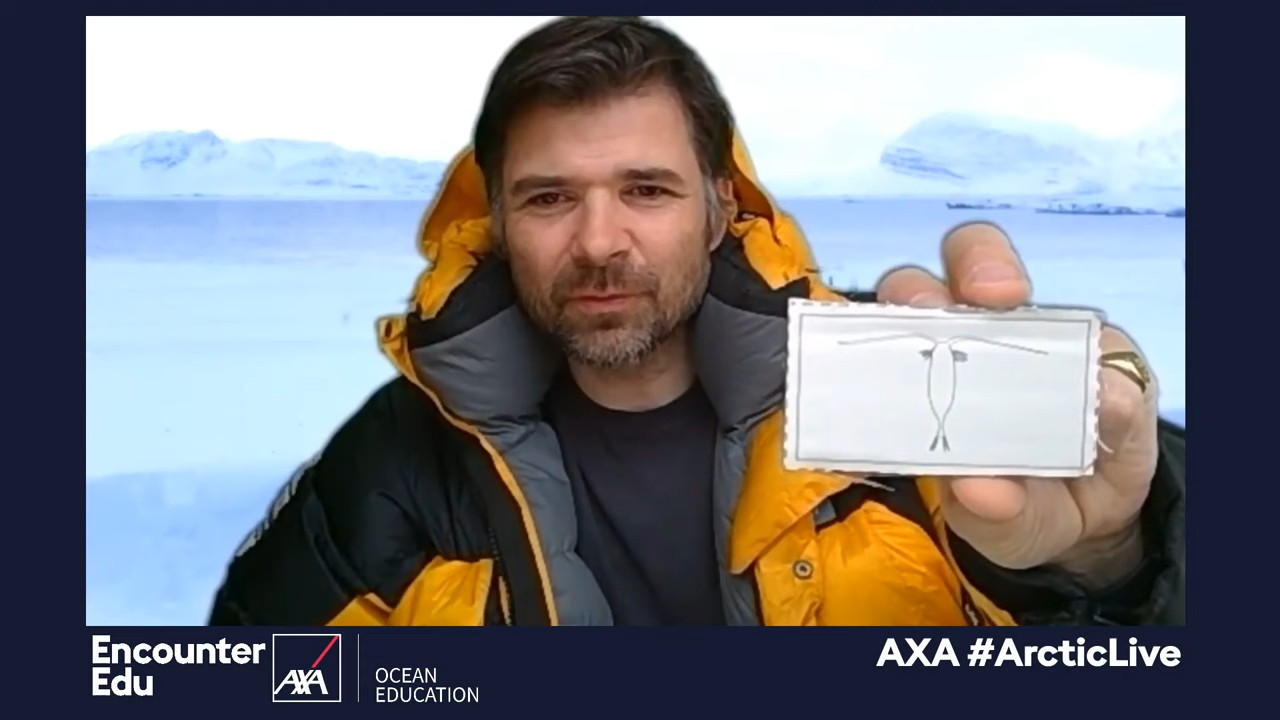 Encounter
Edu
AXA
OCEAN
EDUCATION
AXA #ArcticLive